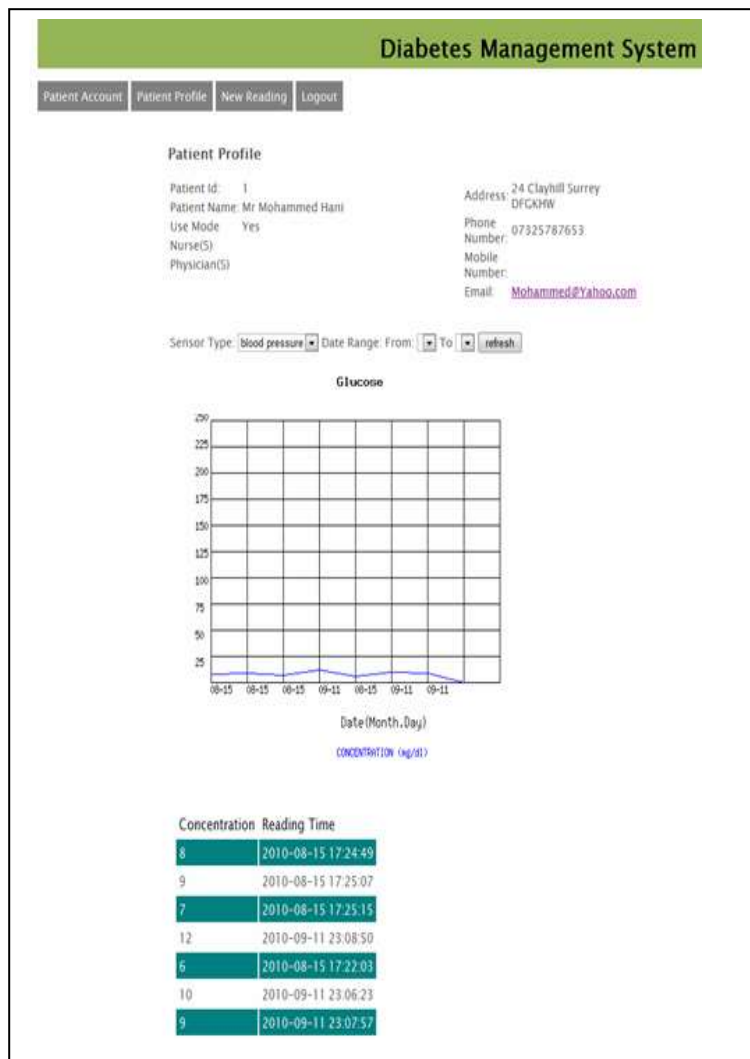 Diabetes Management System
Patient Account Patient Profile New Reading Logout
Patient Profile
Patient Id: 1
Patient Name: Mr Mohammed Hani
Use Mode Yes
Nurse(S)
Physician(S)
Address: 24 Clayhill Surrey
DFGKHW
Phone
Number: 07325787653
Mobile
Number:
Email: Mohammed@Yahoo.com
Sensor Type: blood pressure Date Range: From: To refresh
Glucose
250
225
200
175
150
125
100
75
50
25
08-15 08-15 08-15 09-11 08-15 09-11 09-11
Date(Month.Day)
CONCENTRATION (mg/dl)
Concentration Reading Time
8 2010-08-15 17:24:49
9 2010-08-15 17:25:07
7 2010-08-15 17:25:15
12 2010-09-11 23:08:50
6 2010-08-15 17:22:03
10 2010-09-11 23:06:23
9 2010-09-11 23:07:57